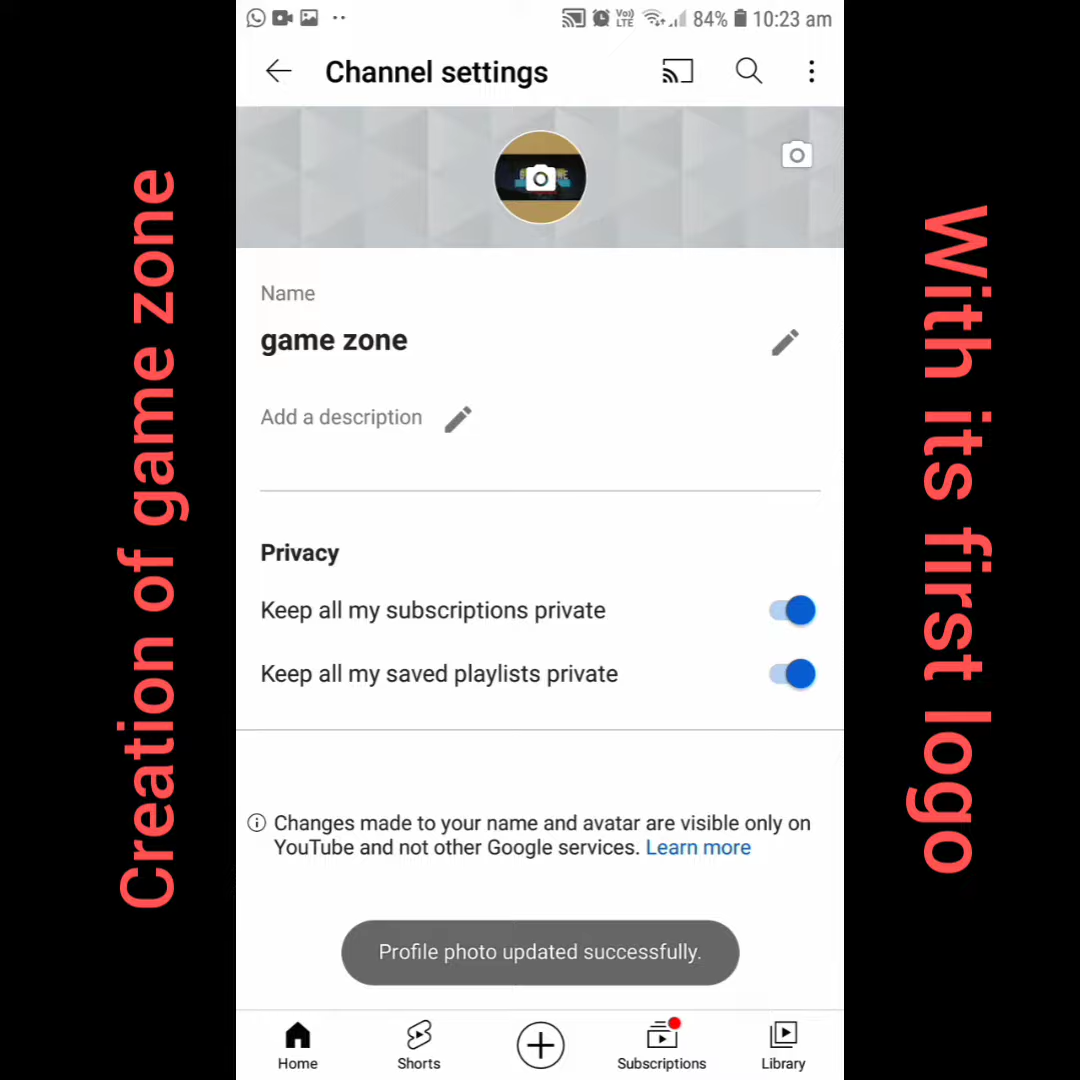 Creation of game zone
84% 10:23 am
Channel settings
Name
game zone
Add a description
Privacy
Keep all my subscriptions private
Keep all my saved playlists private
Changes made to your name and avatar are visible only on
YouTube and not other Google services. Learn more
Profile photo updated successfully.
Home
Shorts
Subscriptions
Library
With its first logo